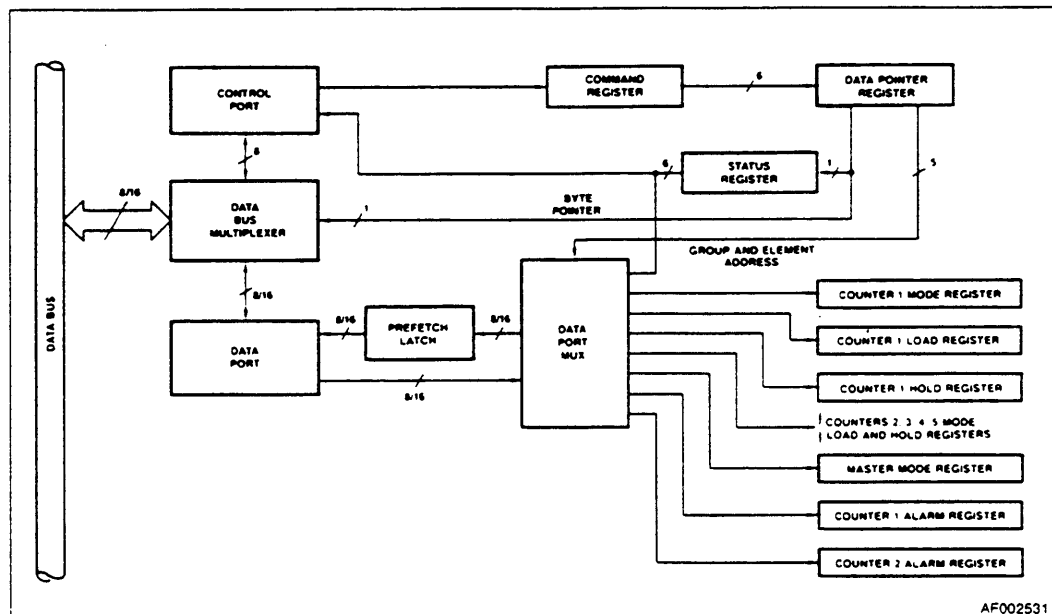 CONTROL
PORT
COMMAND
REGISTER
6
DATA POINTER
REGISTER
8
6
STATUS
REGISTER
1
5
8/16
DATA
BUS
MULTIPLEXER
1
BYTE
POINTER
GROUP AND ELEMENT
ADDRESS
DATA BUS
8/16
8/16
PREFETCH
LATCH
8/16
DATA
PORT
8/16
DATA
PORT
MUX
COUNTER 1 MODE REGISTER
COUNTER 1 LOAD REGISTER
COUNTER 1 HOLD REGISTER
COUNTERS 2, 3, 4, 5 MODE
LOAD AND HOLD REGISTERS
MASTER MODE REGISTER
COUNTER 1 ALARM REGISTER
COUNTER 2 ALARM REGISTER
AF002531